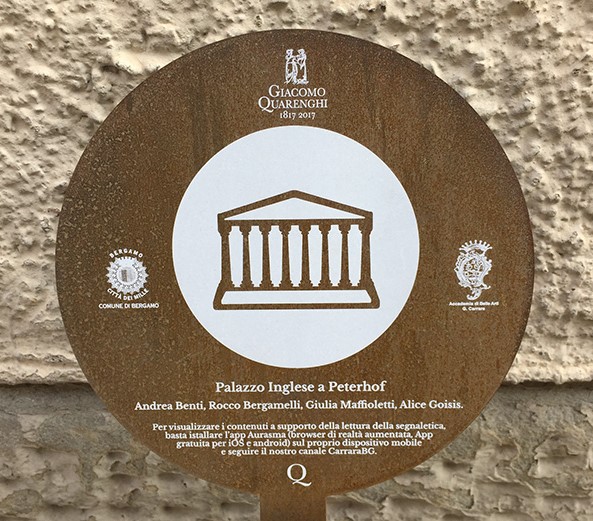 GIACOMO
QUARENGHI
1817 2017
BERGAMO
CITTÀ DEI MILLE
COMUNE DI BERGAMO
Accademia di Belle Arti
G. Carrara
Palazzo Inglese a Peterhof
Andrea Benti, Rocco Bergamelli, Giulia Maffioletti, Alice Goisis.
Per visualizzare i contenuti a supporto della lettura della segnaletica,
basta istallare l'app Aurasma (browser di realtà aumentata, App
gratuita per iOS e android) sul proprio dispositivo mobile
e seguire il nostro canale CarraraBG.
Q